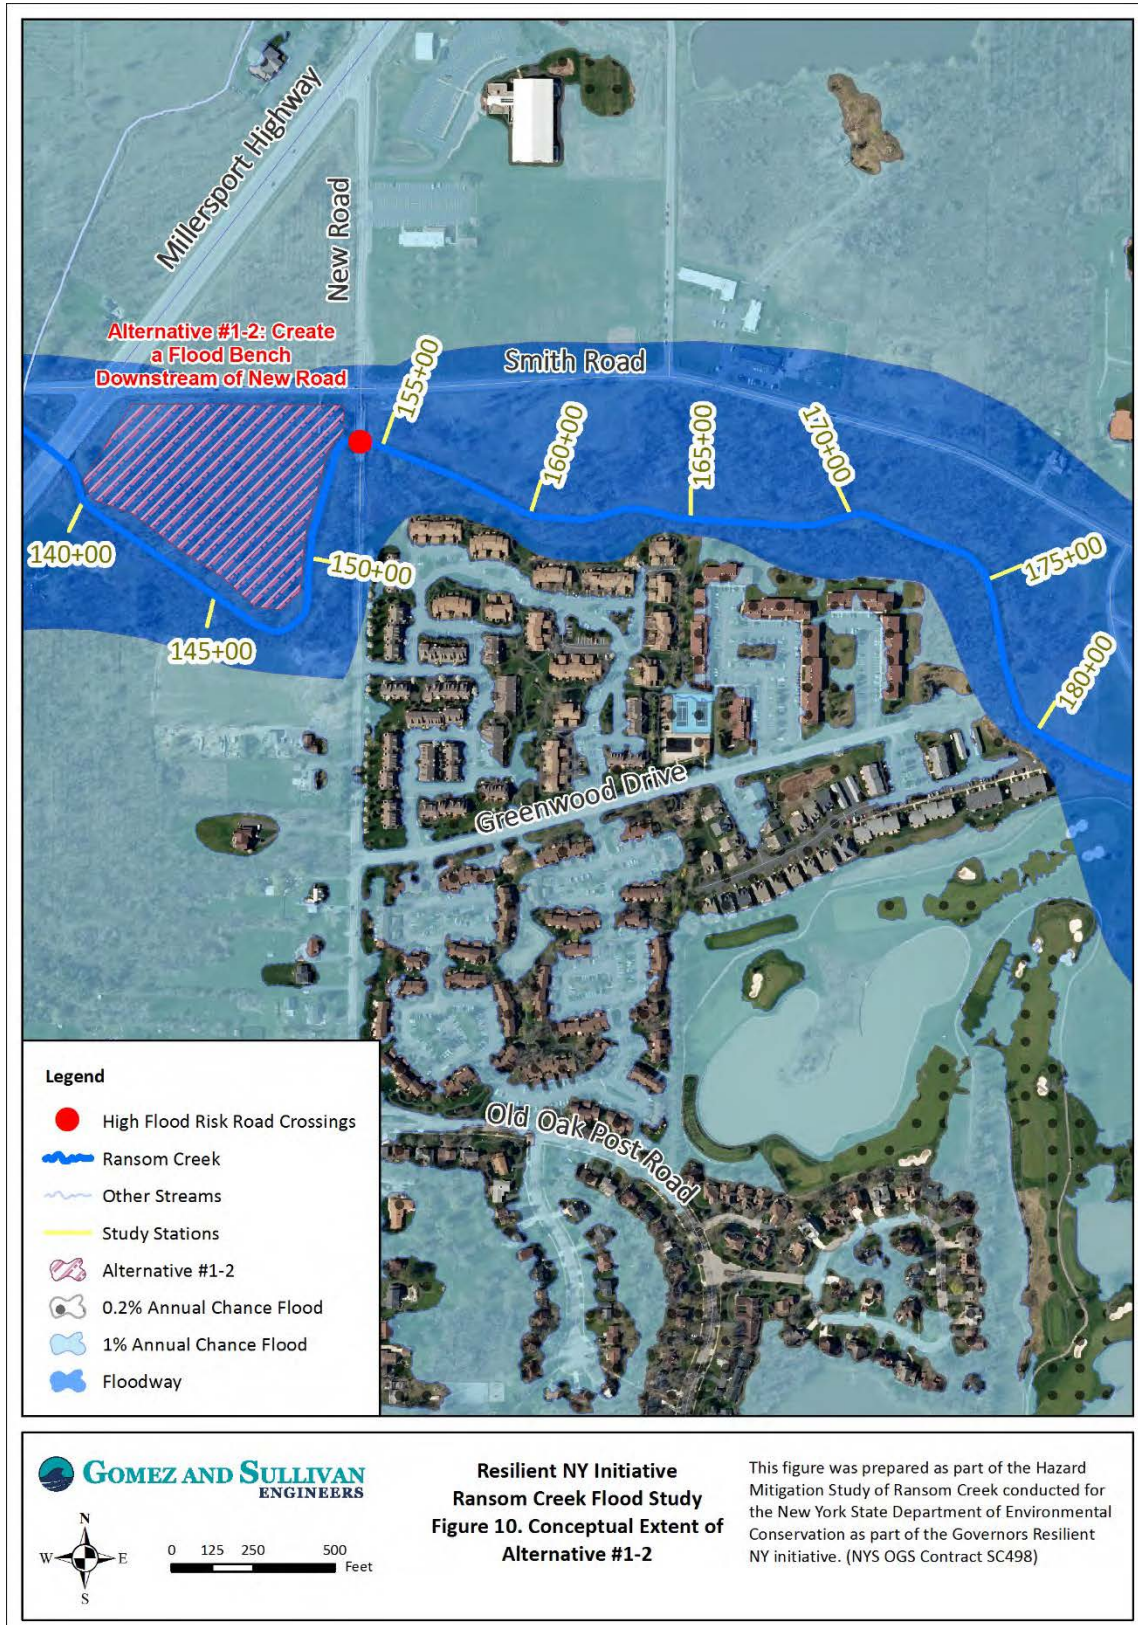 Millersport Highway
New Road
Alternative #1-2: Create
a Flood Bench
Downstream of New Road
155+00
Smith Road
160+00
165+00
170+00
140+00
150+00
175+00
145+00
180+00
Greenwood Drive
Old Oak Post Road
Legend
High Flood Risk Road Crossings
Ransom Creek
Other Streams
Study Stations
Alternative #1-2
0.2% Annual Chance Flood
1% Annual Chance Flood
Floodway
GOMEZ AND SULLIVAN
ENGINEERS
N
W E
S
0 125 250 500
Feet
Resilient NY Initiative
Ransom Creek Flood Study
Figure 10. Conceptual Extent of
Alternative #1-2
This figure was prepared as part of the Hazard
Mitigation Study of Ransom Creek conducted for
the New York State Department of Environmental
Conservation as part of the Governors Resilient
NY initiative. (NYS OGS Contract SC498)